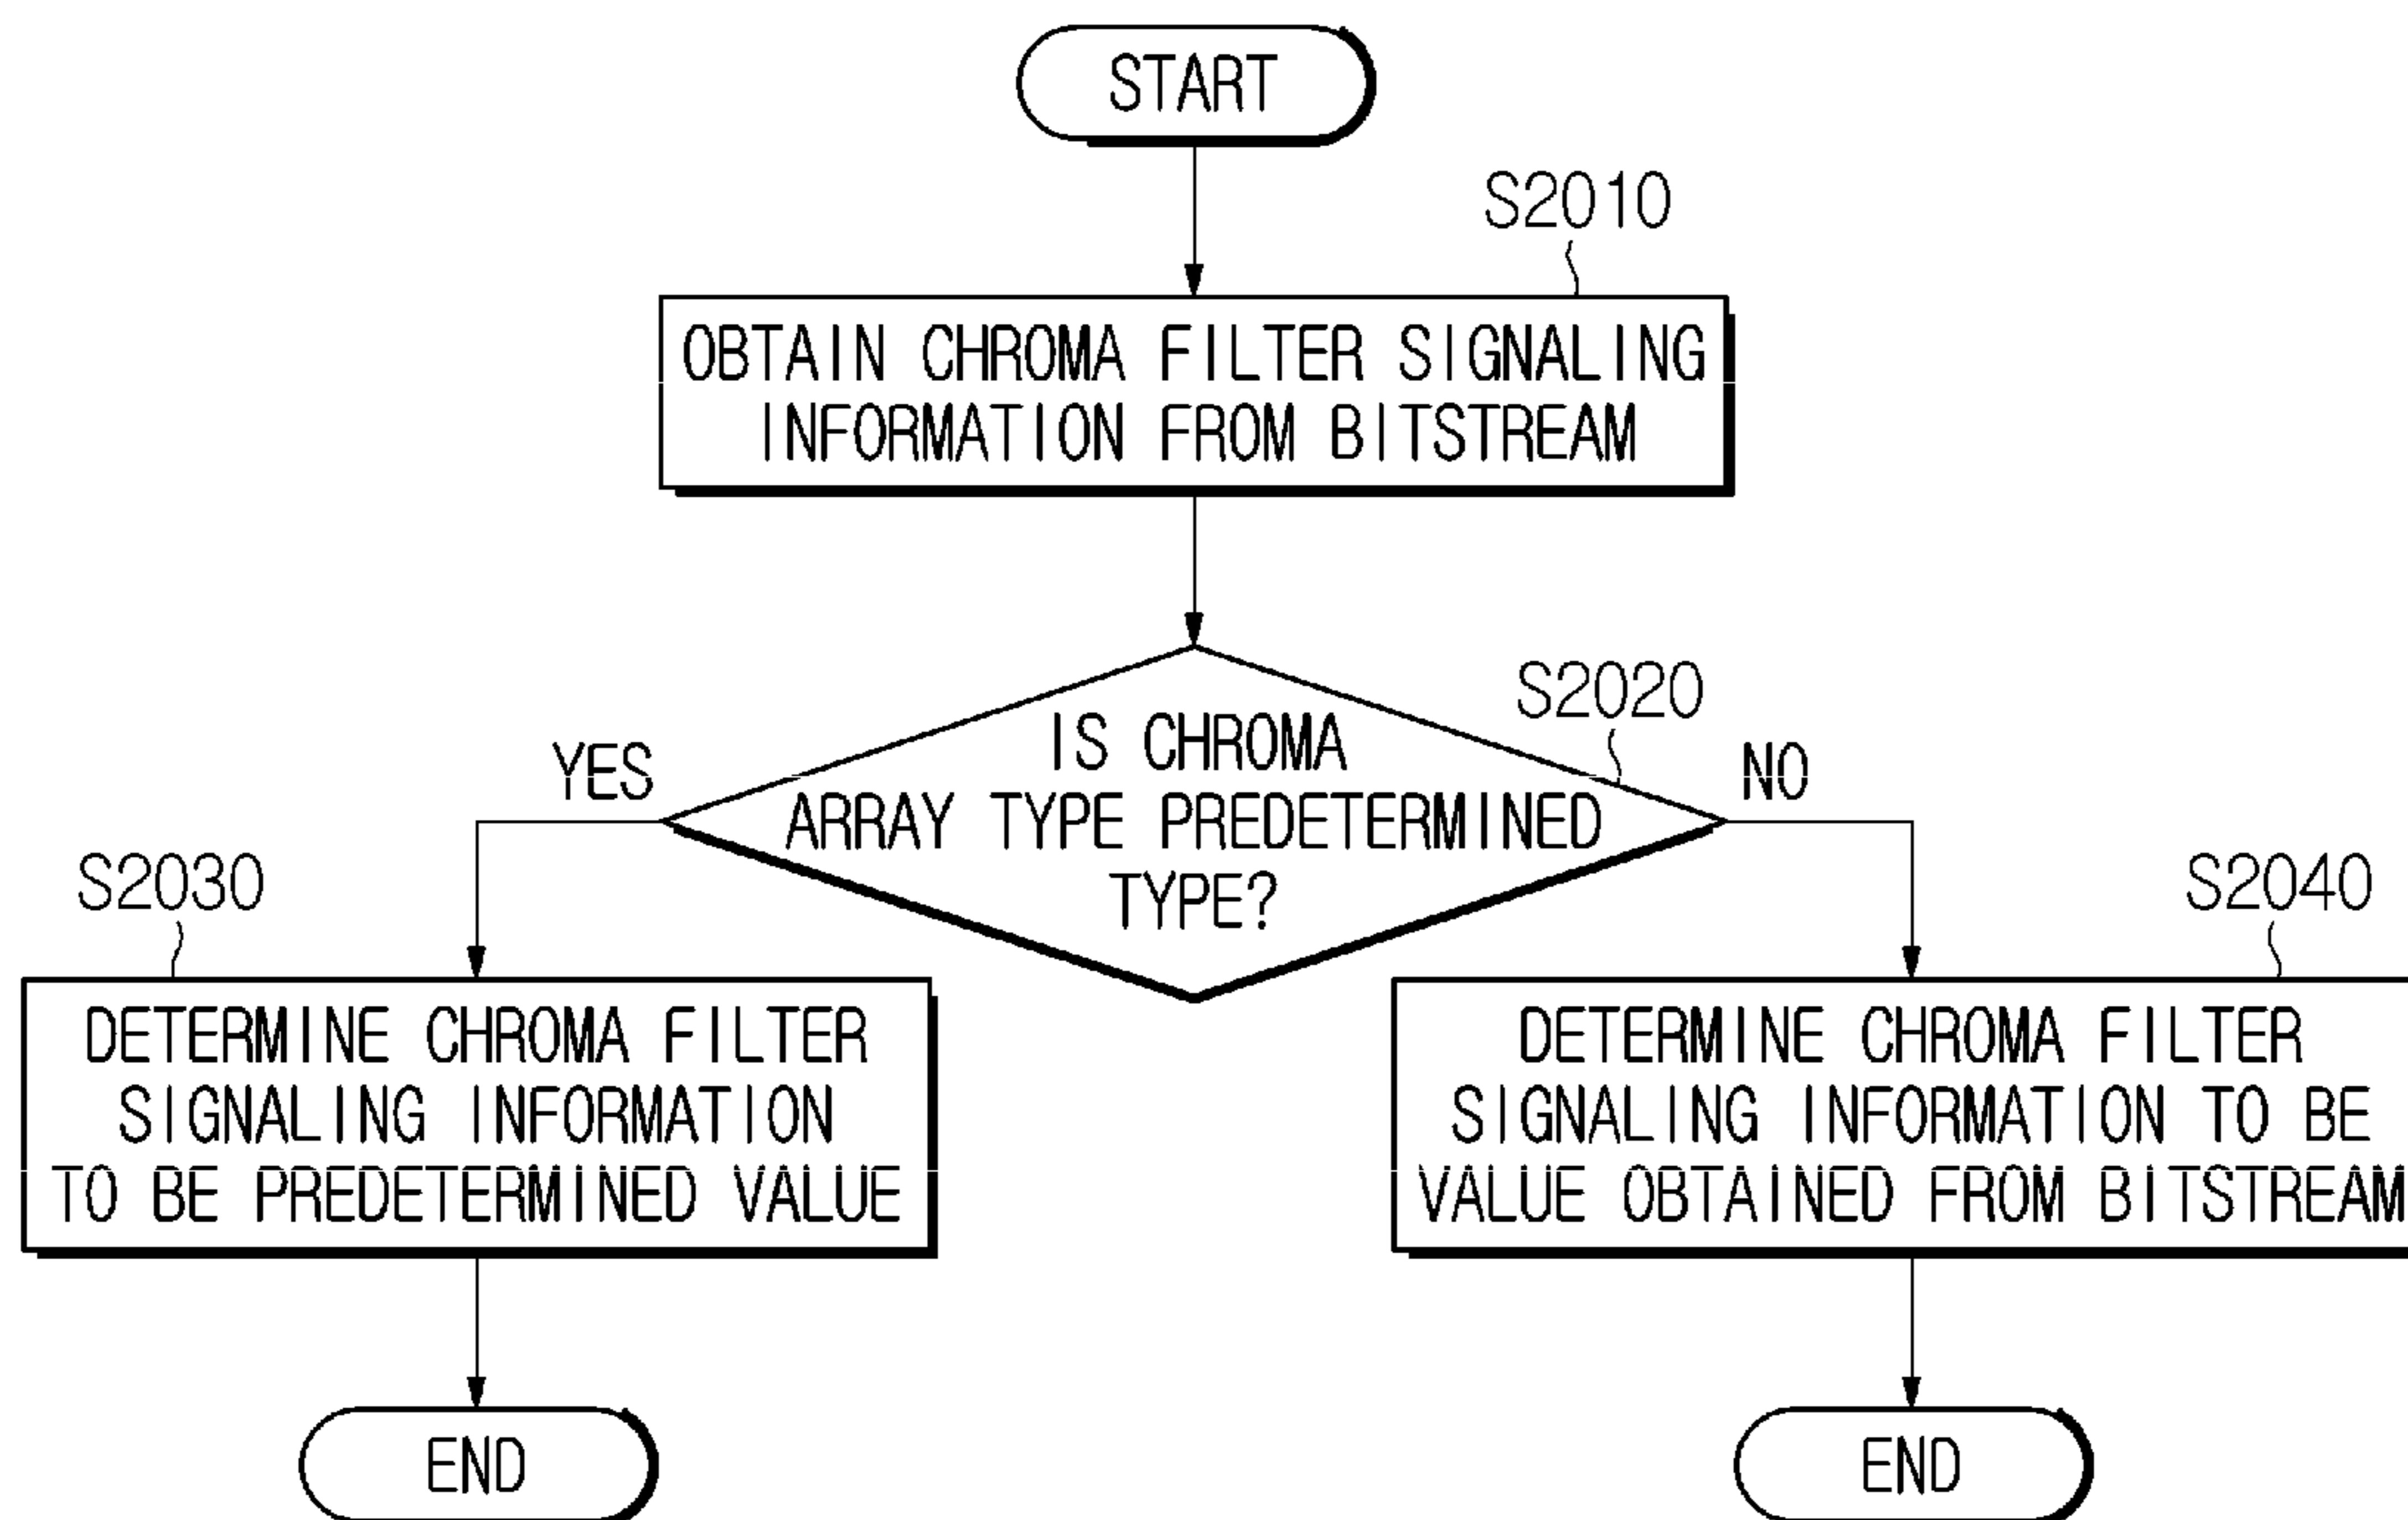 START
S2010
OBTAIN CHROMA FILTER SIGNALING
INFORMATION FROM BITSTREAM
S2020
IS CHROMA
ARRAY TYPE PREDETERMINED
TYPE?
YES
NO
S2030
DETERMINE CHROMA FILTER
SIGNALING INFORMATION
TO BE PREDETERMINED VALUE
S2040
DETERMINE CHROMA FILTER
SIGNALING INFORMATION TO BE
VALUE OBTAINED FROM BITSTREAM
END
END